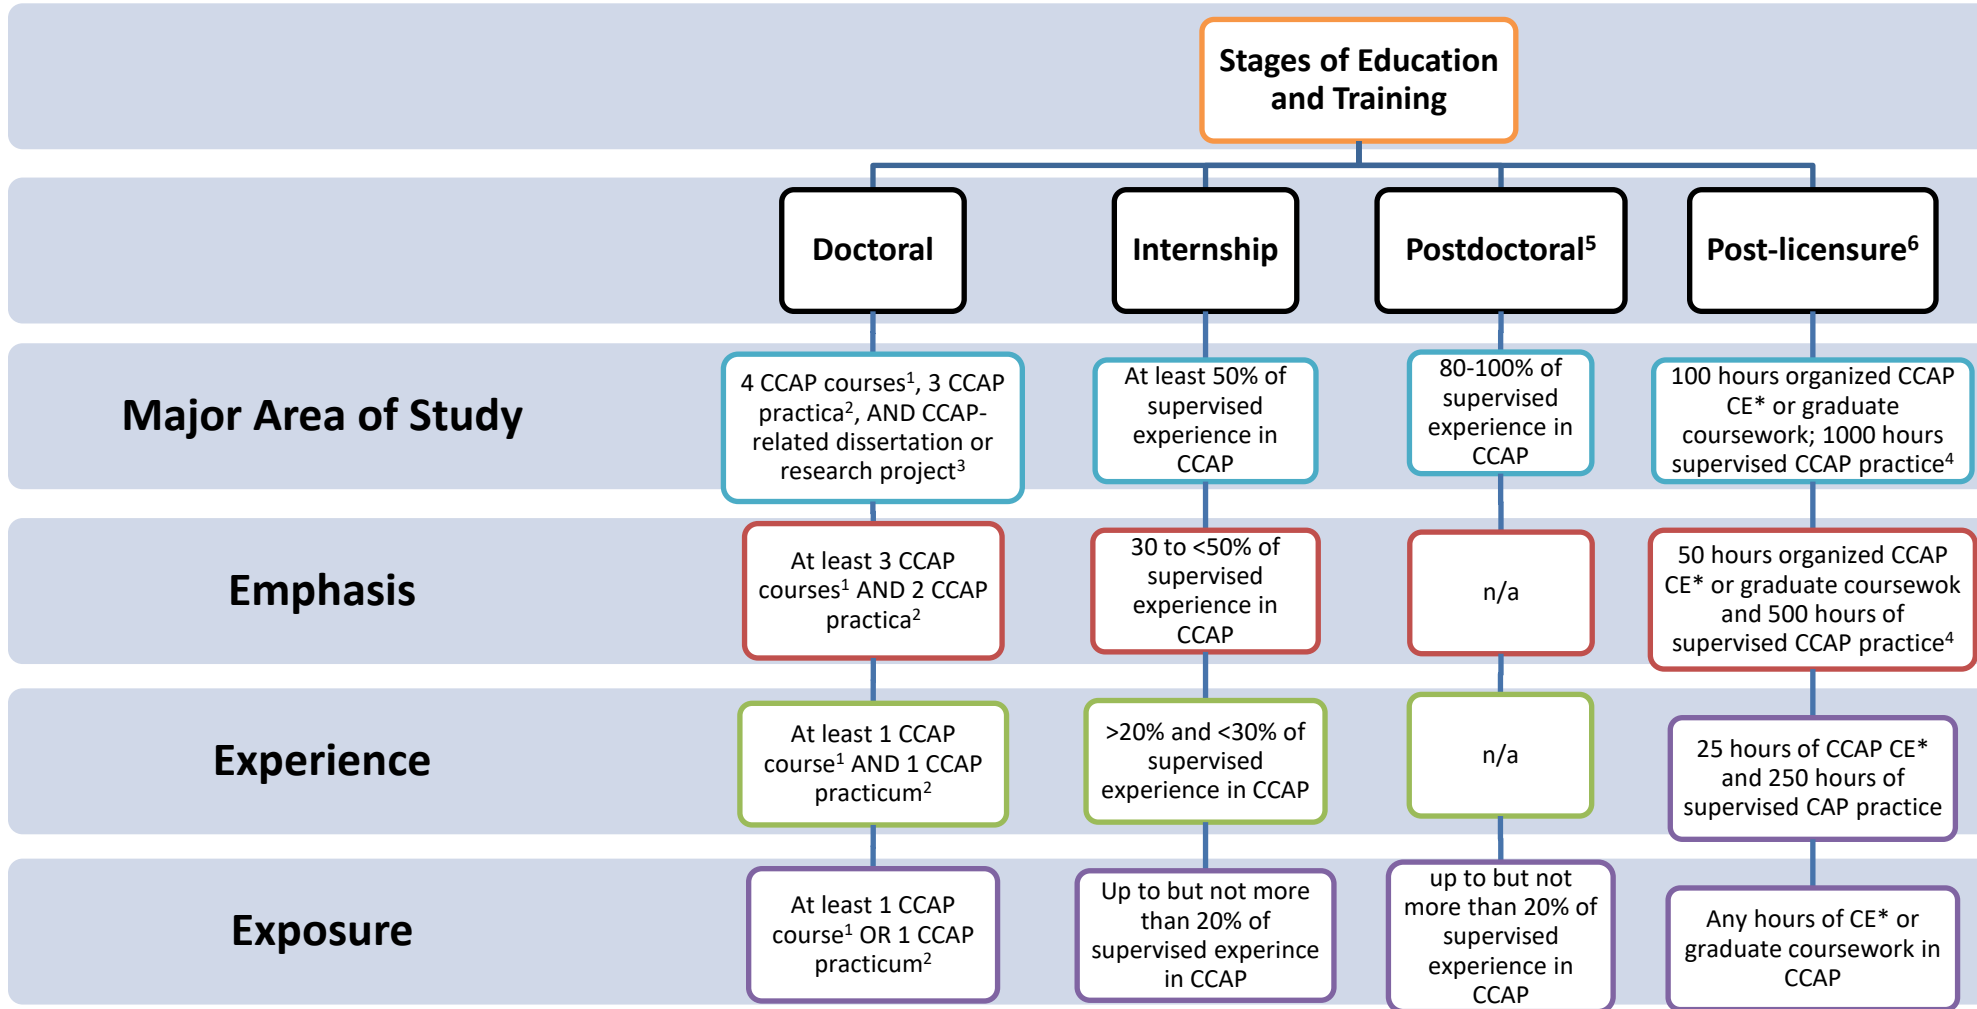 Stages of Education
and Training
Doctoral
Internship
Postdoctoral⁵
Post-licensure⁶
Major Area of Study
4 CCAP courses¹, 3 CCAP
practica², AND CCAP-
related dissertation or
research project³
At least 50% of
supervised
experience in
CCAP
80-100% of
supervised
experience in
CCAP
100 hours organized CCAP
CE* or graduate
coursework; 1000 hours
supervised CCAP practice⁴
Emphasis
At least 3 CCAP
courses¹ AND 2 CCAP
practica²
30 to <50% of
supervised
experience in
CCAP
n/a
50 hours organized CCAP
CE* or graduate coursewok
and 500 hours of
supervised CCAP practice⁴
Experience
At least 1 CCAP
course¹ AND 1 CCAP
practicum²
>20% and <30% of
supervised
experience in CCAP
n/a
25 hours of CCAP CE*
and 250 hours of
supervised CAP practice
Exposure
At least 1 CCAP
course¹ OR 1 CCAP
practicum²
Up to but not more
than 20% of
supervised experince
in CCAP
up to but not
more than 20% of
supervised
experience in
CCAP
Any hours of CE* or
graduate coursework in
CCAP